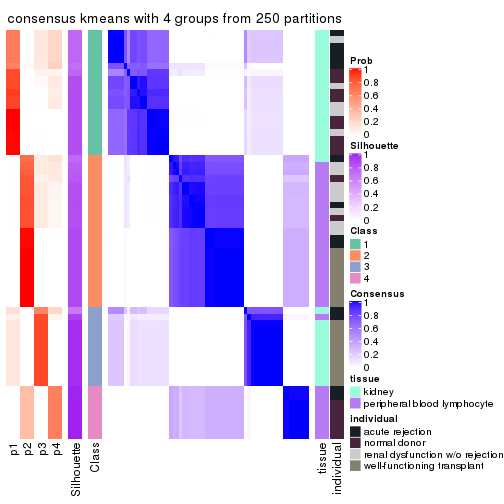 consensus kmeans with 4 groups from 250 partitions
Prob
1
0.8
0.6
0.4
0.2
0
Silhouette
1
0.8
0.6
0.4
0.2
0
Class
1
2
3
4
Consensus
1
0.8
0.6
0.4
0.2
0
tissue
kidney
peripheral blood lymphocyte
individual
acute rejection
normal donor
renal dysfunction w/o rejection
well-functioning transplant
p1
p2
p3
p4
Silhouette
Class
tissue
individual